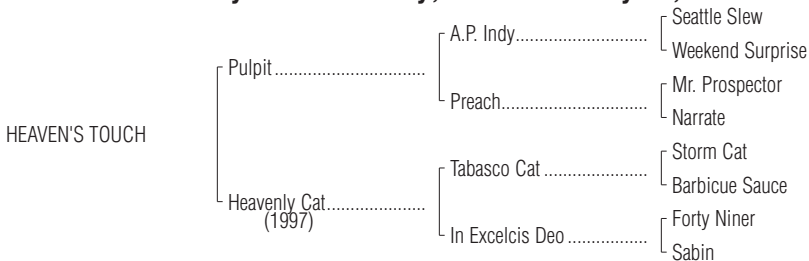 Seattle Slew
A.P. Indy..............................
Weekend Surprise
Pulpit..................................
Mr. Prospector
Preach.................................
Narrate
HEAVEN'S TOUCH
Storm Cat
Tabasco Cat........................
Barbicue Sauce
Heavenly Cat......................
(1997)
Forty Niner
In Excelcis Deo..................
Sabin